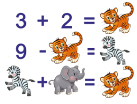 3 + 2 =
9 - =
+ =